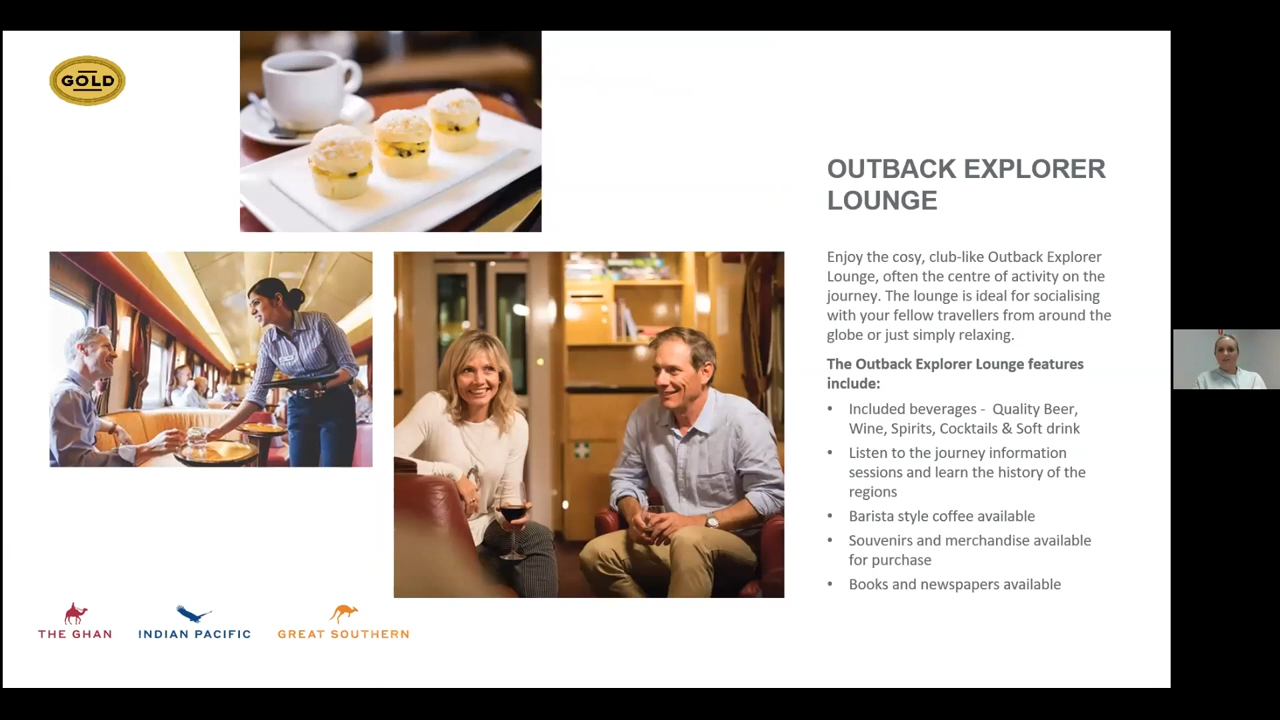 GOLD
OUTBACK EXPLORER
LOUNGE
Enjoy the cosy, club-like Outback Explorer
Lounge, often the centre of activity on the
journey. The lounge is ideal for socialising
with your fellow travellers from around the
globe or just simply relaxing.
The Outback Explorer Lounge features
include:
• Included beverages - Quality Beer,
Wine, Spirits, Cocktails & Soft drink
• Listen to the journey information
sessions and learn the history of the
regions
• Barista style coffee available
• Souvenirs and merchandise available
for purchase
• Books and newspapers available
THE GHAN
INDIAN PACIFIC
GREAT SOUTHERN